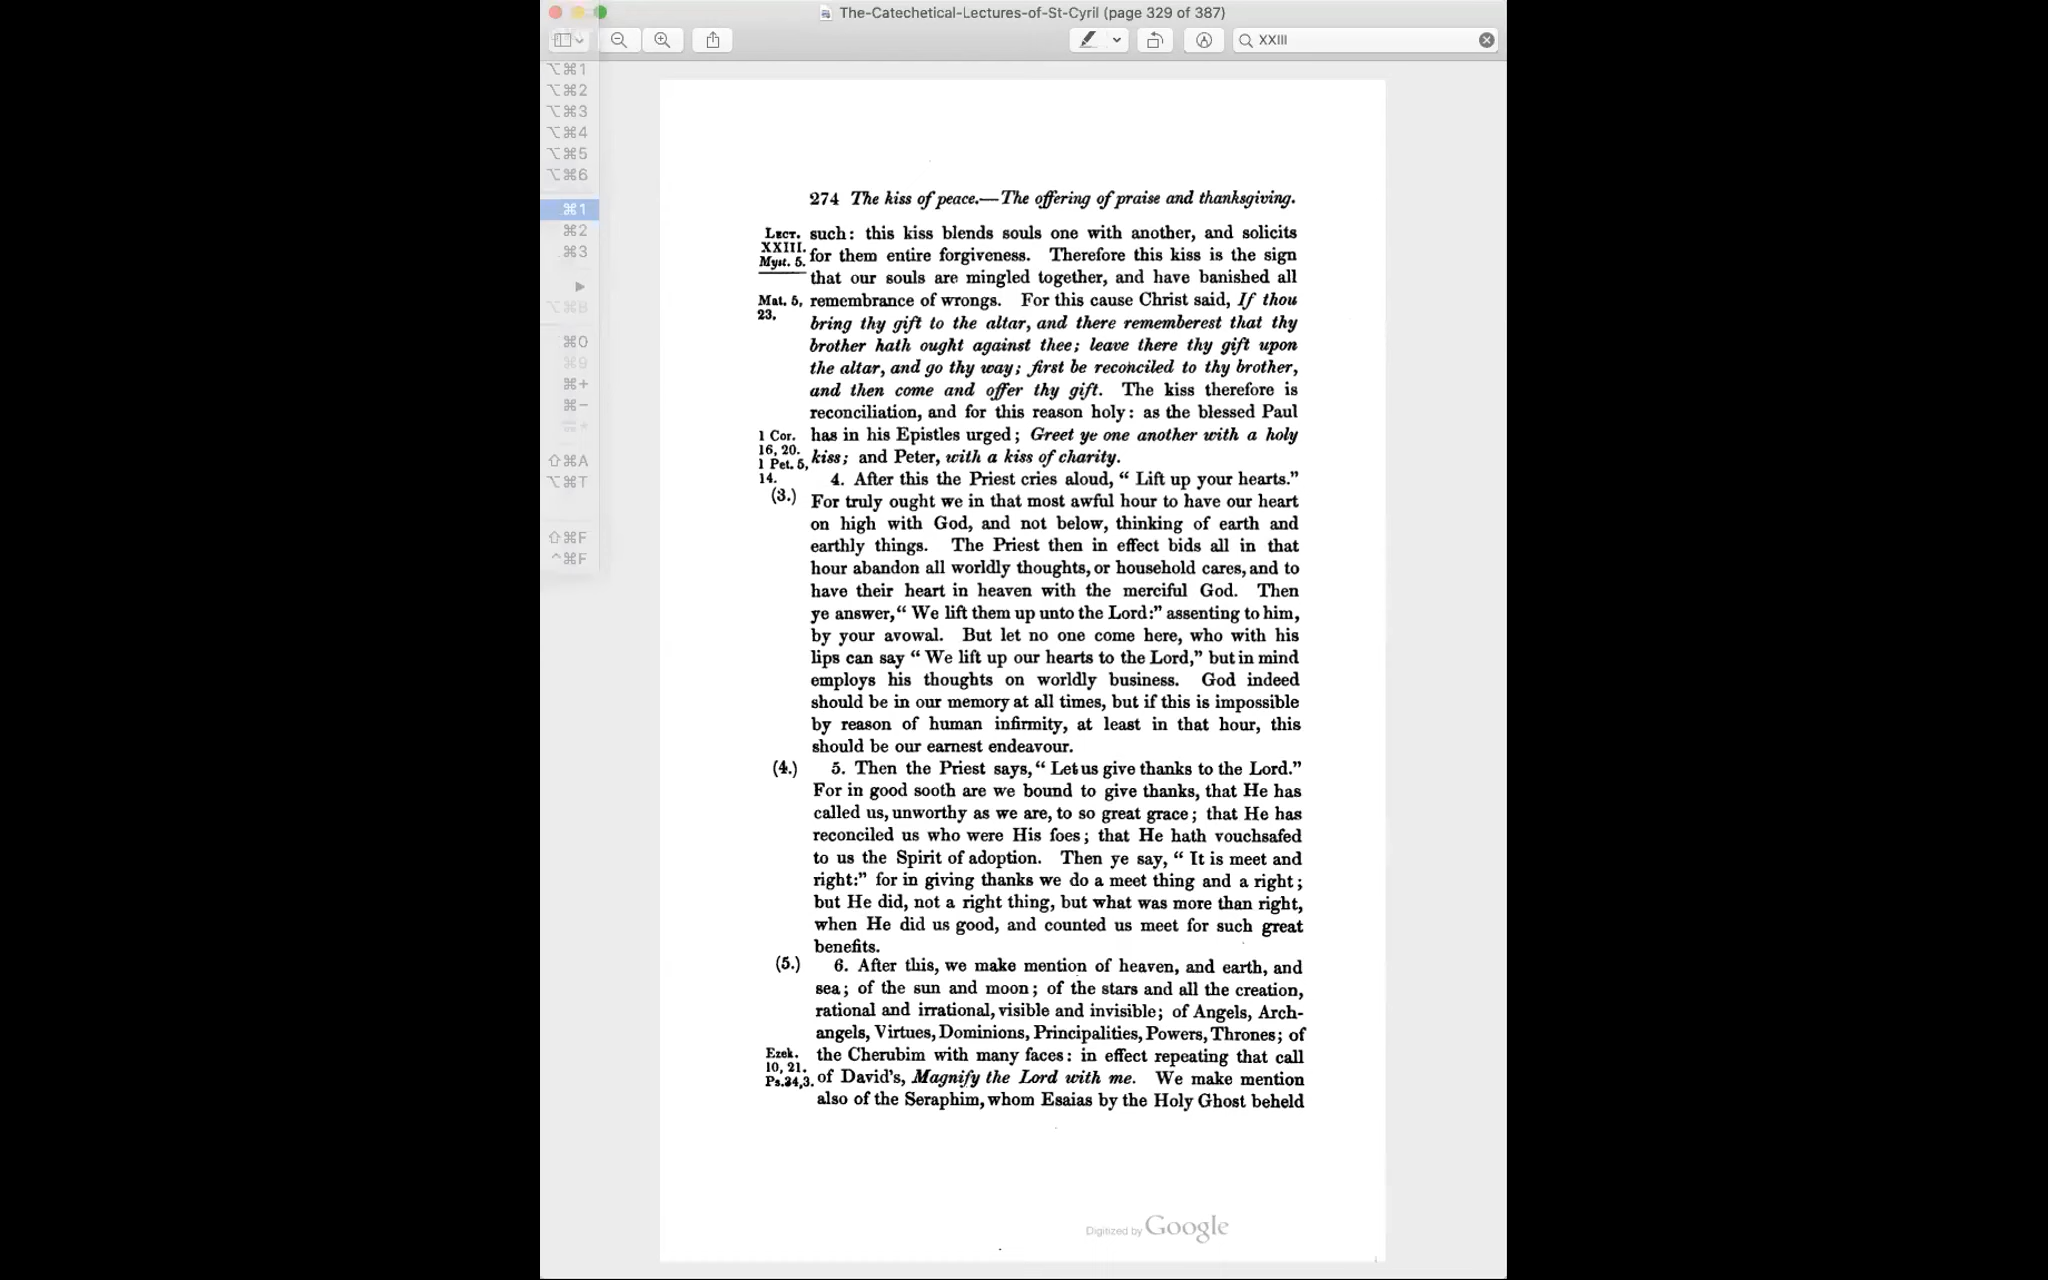 The-Catechetical-Lectures-of-St-Cyril (page 329 of 387)
XXIII
⌥⌘1
⌥⌘2
⌥⌘3
⌥⌘4
⌥⌘5
⌥⌘6
⌘1
⌘2
⌘3
⌥⌘B
⌘0
⌘9
⌘+
⌘−
⇧⌘A
⌥⌘T
⇧⌘F
^⌘F
274 The kiss of peace.—The offering of praise and thanksgiving.
Lect. such: this kiss blends souls one with another, and solicits
XXIII. for them entire forgiveness. Therefore this kiss is the sign
Myst. 5. that our souls are mingled together, and have banished all
Mat. 5, remembrance of wrongs. For this cause Christ said, If thou
23. bring thy gift to the altar, and there rememberest that thy
brother hath ought against thee; leave there thy gift upon
the altar, and go thy way; first be reconciled to thy brother,
and then come and offer thy gift. The kiss therefore is
reconciliation, and for this reason holy: as the blessed Paul
1 Cor. has in his Epistles urged; Greet ye one another with a holy
16, 20.
1 Pet. 5, kiss; and Peter, with a kiss of charity.
14. 4. After this the Priest cries aloud, “ Lift up your hearts.”
(3.) For truly ought we in that most awful hour to have our heart
on high with God, and not below, thinking of earth and
earthly things. The Priest then in effect bids all in that
hour abandon all worldly thoughts, or household cares, and to
have their heart in heaven with the merciful God. Then
ye answer, “ We lift them up unto the Lord:” assenting to him,
by your avowal. But let no one come here, who with his
lips can say “ We lift up our hearts to the Lord,” but in mind
employs his thoughts on worldly business. God indeed
should be in our memory at all times, but if this is impossible
by reason of human infirmity, at least in that hour, this
should be our earnest endeavour.
(4.) 5. Then the Priest says, “ Let us give thanks to the Lord.”
For in good sooth are we bound to give thanks, that He has
called us, unworthy as we are, to so great grace; that He has
reconciled us who were His foes; that He hath vouchsafed
to us the Spirit of adoption. Then ye say, “ It is meet and
right:” for in giving thanks we do a meet thing and a right;
but He did, not a right thing, but what was more than right,
when He did us good, and counted us meet for such great
benefits.
(5.) 6. After this, we make mention of heaven, and earth, and
sea; of the sun and moon; of the stars and all the creation,
rational and irrational, visible and invisible; of Angels, Arch-
angels, Virtues, Dominions, Principalities, Powers, Thrones; of
Ezek. the Cherubim with many faces: in effect repeating that call
10, 21.
Ps.34,3. of David's, Magnify the Lord with me. We make mention
also of the Seraphim, whom Esaias by the Holy Ghost beheld
Digitized by Google